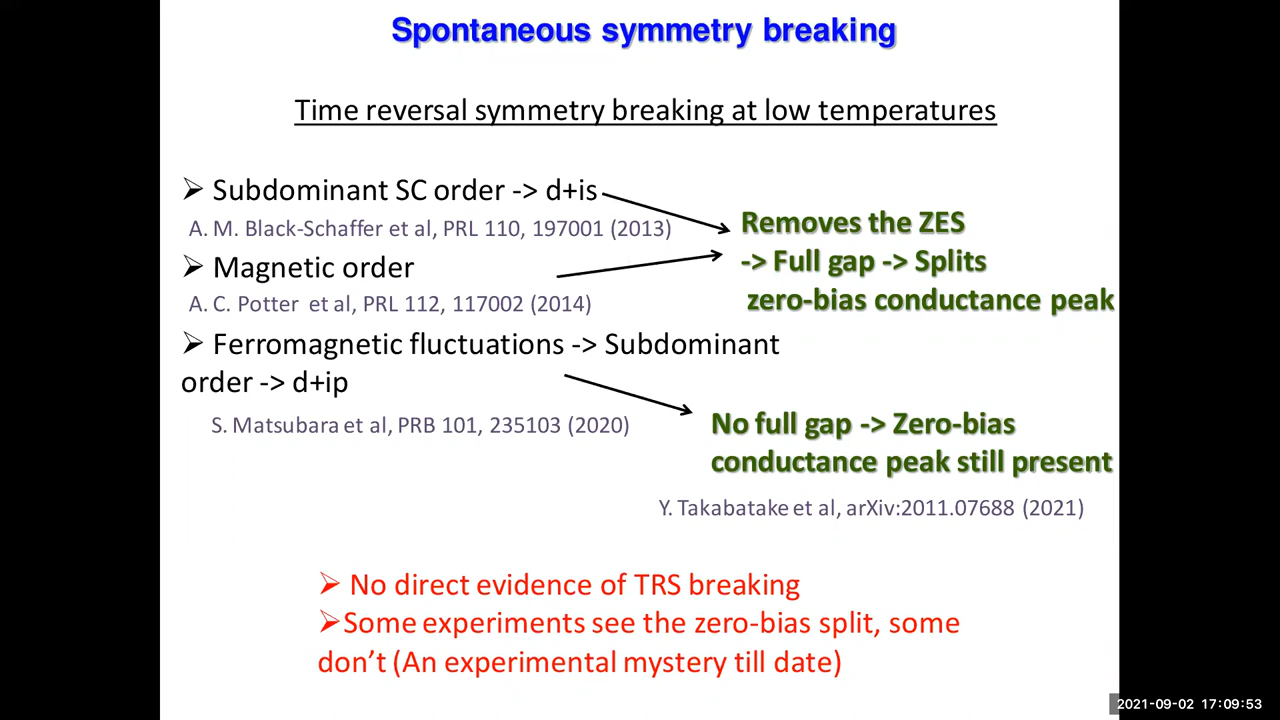 Spontaneous symmetry breaking
Time reversal symmetry breaking at low temperatures
➢ Subdominant SC order -> d+is
A. M. Black-Schaffer et al, PRL 110, 197001 (2013)
➢ Magnetic order
A. C. Potter et al, PRL 112, 117002 (2014)
Removes the ZES
-> Full gap -> Splits
zero-bias conductance peak
➢ Ferromagnetic fluctuations -> Subdominant
order -> d+ip
S. Matsubara et al, PRB 101, 235103 (2020)
No full gap -> Zero-bias
conductance peak still present
Y. Takabatake et al, arXiv:2011.07688 (2021)
➢ No direct evidence of TRS breaking
➢Some experiments see the zero-bias split, some
don’t (An experimental mystery till date)
2021-09-02 17:09:53